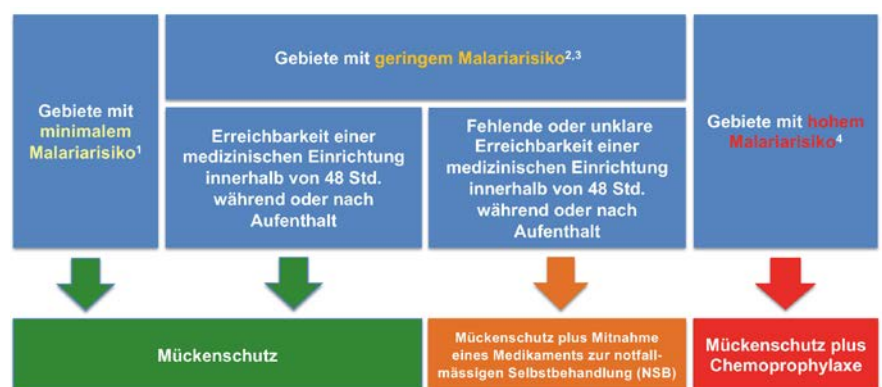 Gebiete mit
minimalem
Malariarisiko¹
Gebiete mit geringem Malariarisiko²,³
Erreichbarkeit einer
medizinischen Einrichtung
innerhalb von 48 Std.
während oder nach
Aufenthalt
Fehlende oder unklare
Erreichbarkeit einer
medizinischen Einrichtung
innerhalb von 48 Std.
während oder nach
Aufenthalt
Gebiete mit hohem
Malariarisiko⁴
Mückenschutz
Mückenschutz plus Mitnahme
eines Medikaments zur notfall-
mässigen Selbstbehandlung (NSB)
Mückenschutz plus
Chemoprophylaxe